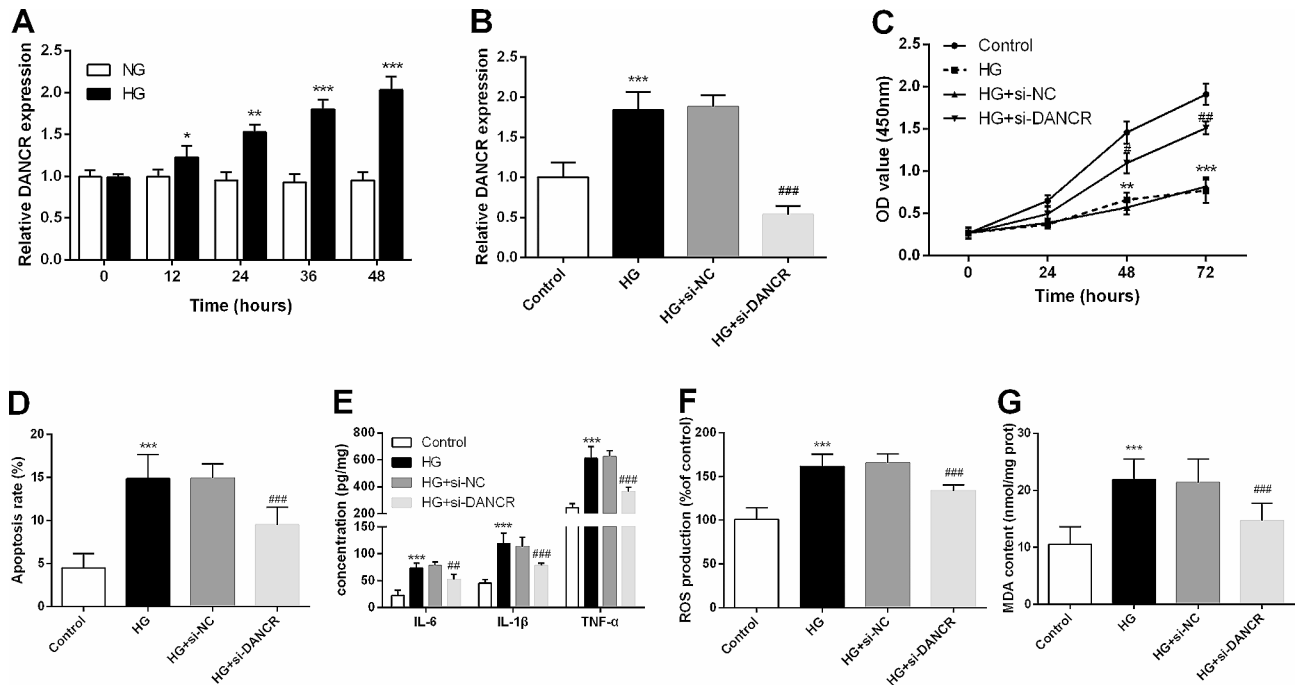 A
Relative DANCR expression
2.5
2.0
1.5
1.0
0.5
0.0
NG
HG
*
**
***
***
0 12 24 36 48
Time (hours)
B
Relative DANCR expression
2.5
2.0
1.5
1.0
0.5
0.0
***
###
Control
HG
HG+si-NC
HG+si-DANCR
C
OD value (450nm)
2.5
2.0
1.5
1.0
0.5
0.0
Control
HG
HG+si-NC
HG+si-DANCR
#
##
**
***
0 24 48 72
Time (hours)
D
Apoptosis rate (%)
20
15
10
5
0
***
###
Control
HG
HG+si-NC
HG+si-DANCR
E
concentration (pg/mg)
800
600
400
200
100
50
0
Control
HG
HG+si-NC
HG+si-DANCR
***
##
***
###
***
###
IL-6 IL-1β TNF-α
F
ROS production (%of control)
200
150
100
50
0
***
###
Control
HG
HG+si-NC
HG+si-DANCR
G
MDA content (nmol/mg prot)
30
20
10
0
***
###
Control
HG
HG+si-NC
HG+si-DANCR